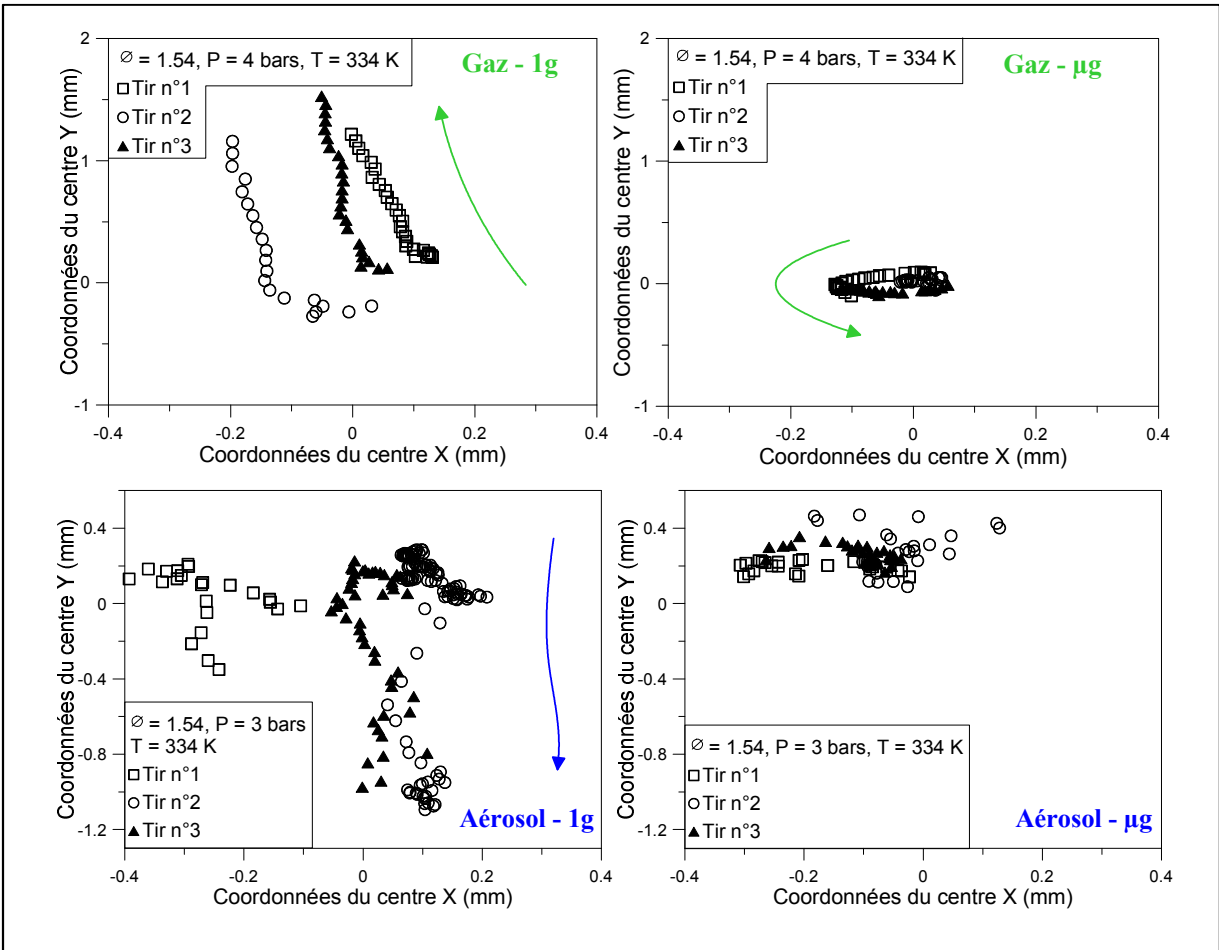 2
1
0
-1
Coordonnées du centre Y (mm)
∅ = 1.54, P = 4 bars, T = 334 K
Tir n°1
Tir n°2
Tir n°3
Gaz - 1g
-0.4
-0.2
0
0.2
0.4
Coordonnées du centre X (mm)
2
1
0
-1
Coordonnées du centre Y (mm)
∅ = 1.54, P = 4 bars, T = 334 K
Tir n°1
Tir n°2
Tir n°3
Gaz - µg
-0.4
-0.2
0
0.2
0.4
Coordonnées du centre X (mm)
0.4
0
-0.4
-0.8
-1.2
Coordonnées du centre Y (mm)
∅ = 1.54, P = 3 bars
T = 334 K
Tir n°1
Tir n°2
Tir n°3
Aérosol - 1g
-0.4
-0.2
0
0.2
0.4
Coordonnées du centre X (mm)
0.4
0
-0.4
-0.8
-1.2
Coordonnées du centre Y (mm)
∅ = 1.54, P = 3 bars, T = 334 K
Tir n°1
Tir n°2
Tir n°3
Aérosol - µg
-0.4
-0.2
0
0.2
0.4
Coordonnées du centre X (mm)